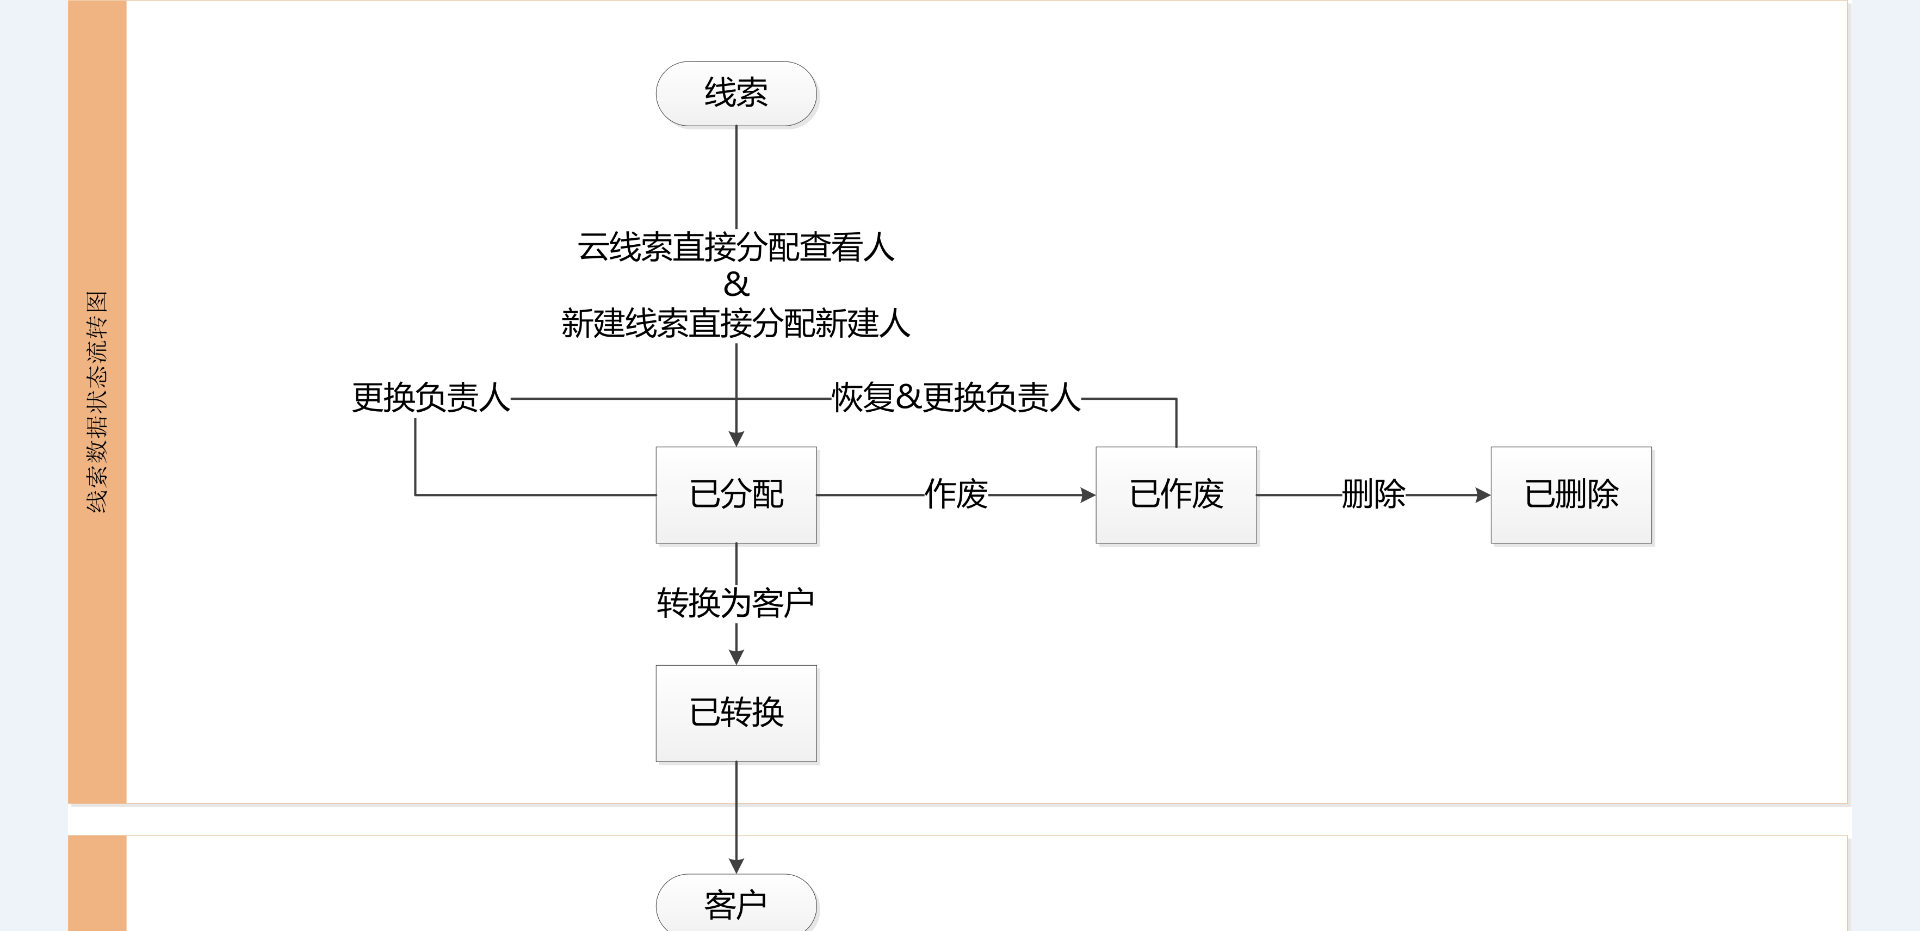 线索数据状态流转图
线索
云线索直接分配查看人
&
新建线索直接分配新建人
更换负责人
恢复&更换负责人
已分配
作废
已作废
删除
已删除
转换为客户
已转换
客户